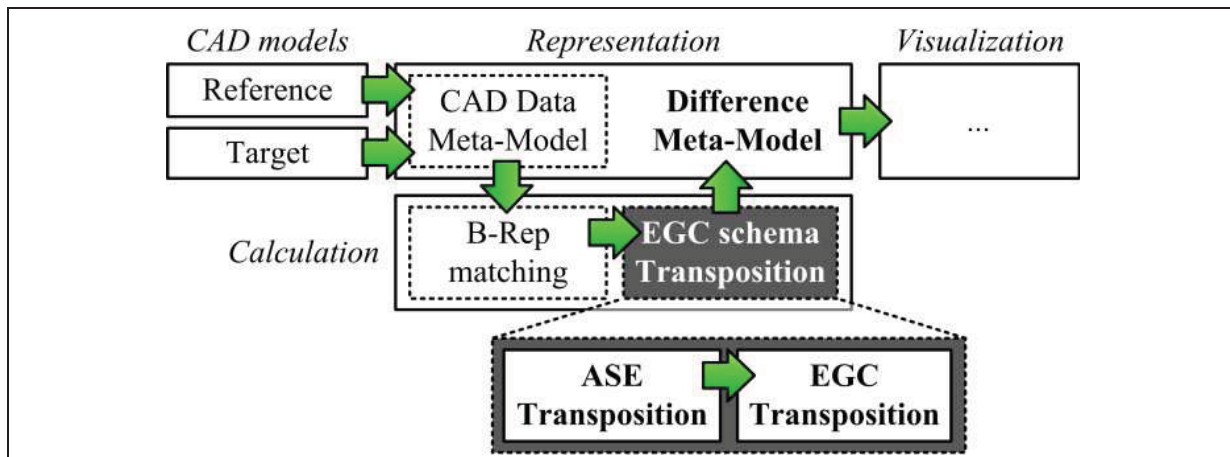 CAD models
Representation
Visualization
Reference
Target
CAD Data
Meta-Model
Difference
Meta-Model
...
Calculation
B-Rep
matching
EGC schema
Transposition
ASE
Transposition
EGC
Transposition